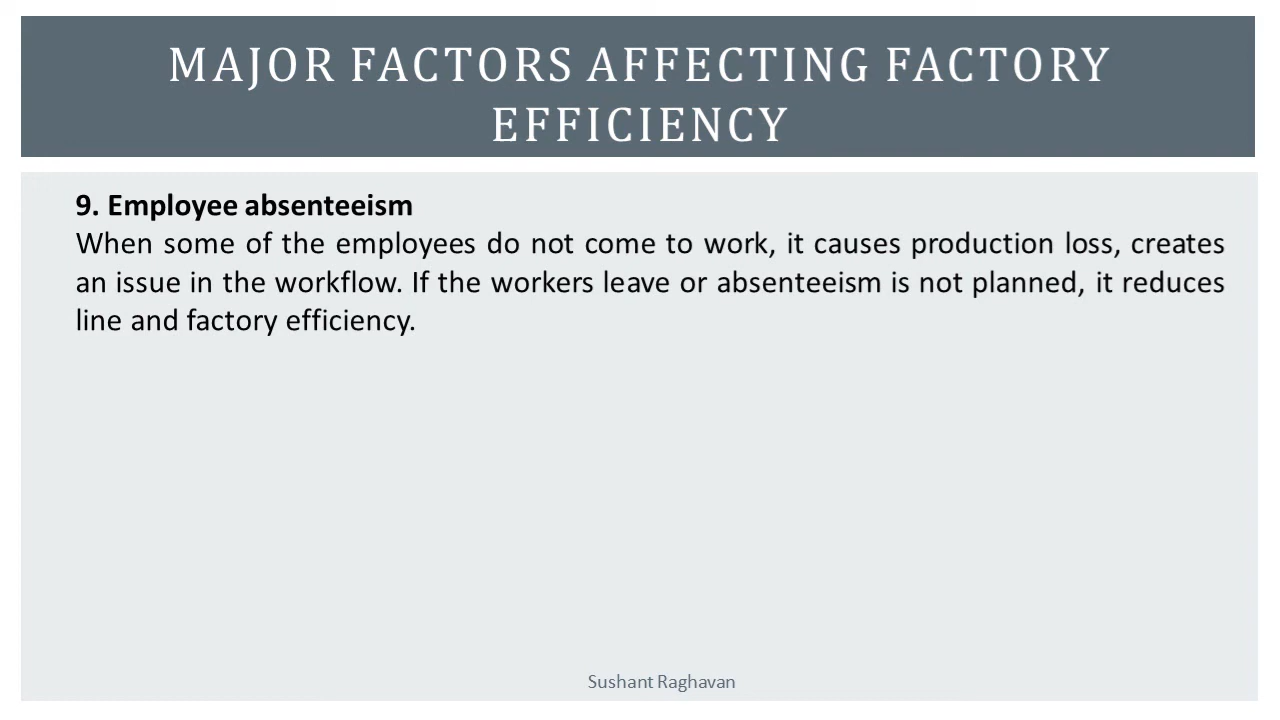 MAJOR FACTORS AFFECTING FACTORY
EFFICIENCY
9. Employee absenteeism
When some of the employees do not come to work, it causes production loss, creates
an issue in the workflow. If the workers leave or absenteeism is not planned, it reduces
line and factory efficiency.
Sushant Raghavan